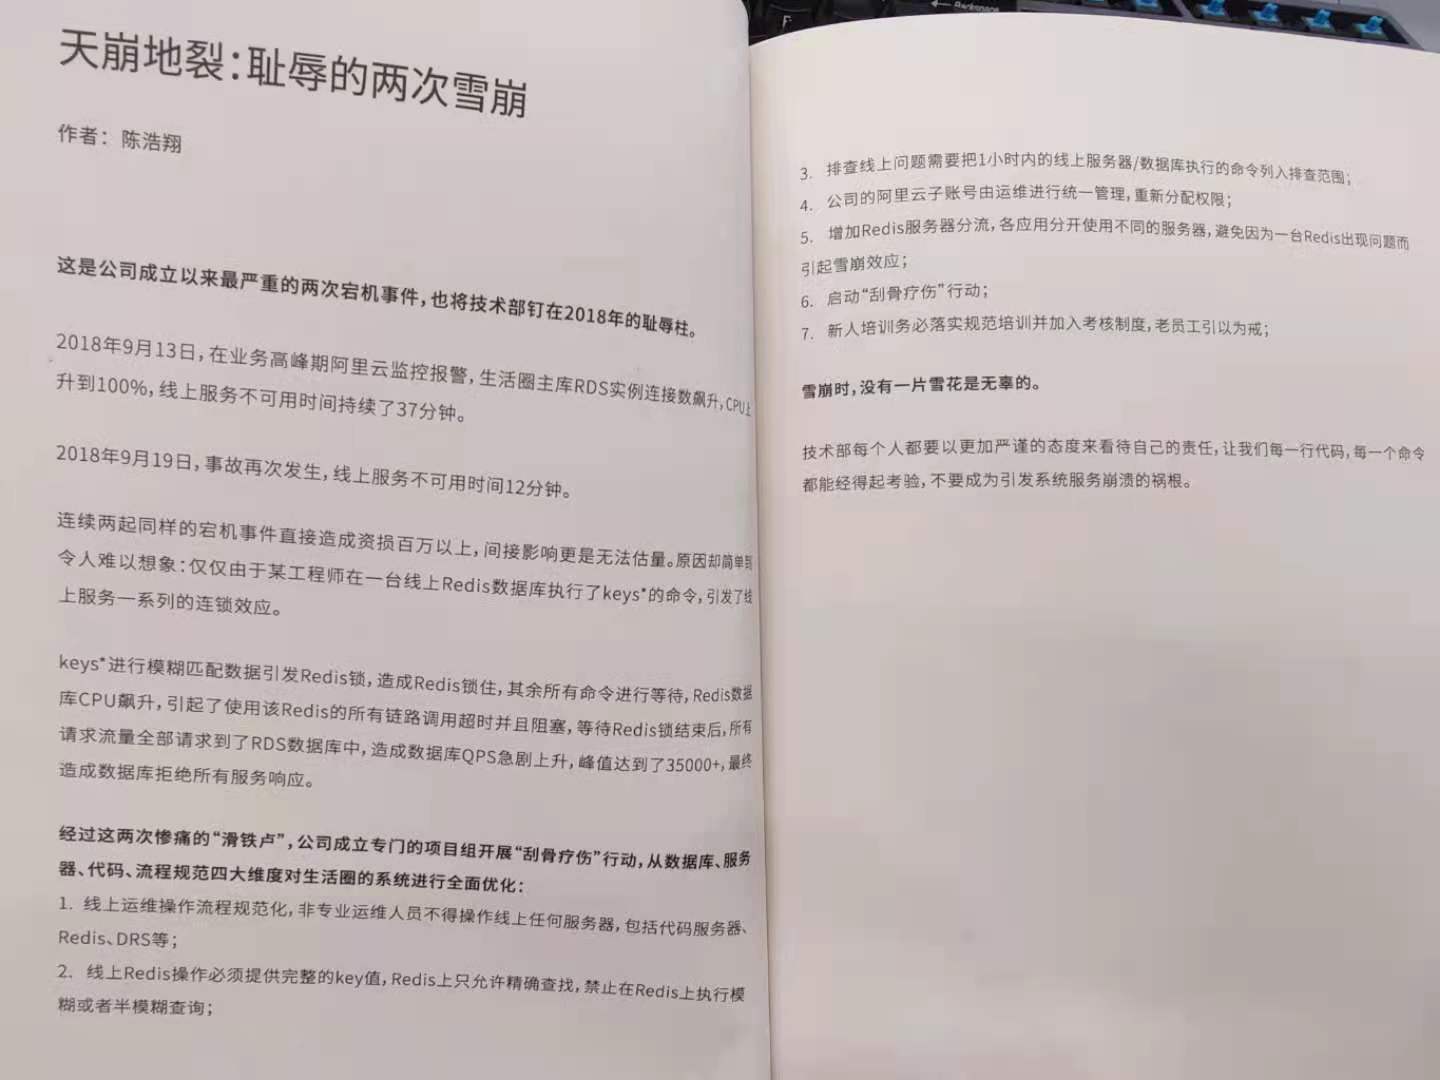 天崩地裂：耻辱的两次雪崩
作者：陈浩翔
这是公司成立以来最严重的两次宕机事件，也将技术部钉在2018年的耻辱柱。
2018年9月13日，在业务高峰期阿里云监控报警，生活圈主库RDS实例连接数飙升，CPU上
升到100%，线上服务不可用时间持续了37分钟。
2018年9月19日，事故再次发生，线上服务不可用时间12分钟。
连续两起同样的宕机事件直接造成资损百万以上，间接影响更是无法估量。原因却简单到
令人难以想象：仅仅由于某工程师在一台线上Redis数据库执行了keys*的命令，引发了线
上服务一系列的连锁效应。
keys*进行模糊匹配数据引发Redis锁，造成Redis锁住，其余所有命令进行等待，Redis数据
库CPU飙升，引起了使用该Redis的所有链路调用超时并且阻塞，等待Redis锁结束后，所有
请求流量全部请求到了RDS数据库中，造成数据库QPS急剧上升，峰值达到了35000+，最终
造成数据库拒绝所有服务响应。
经过这两次惨痛的“滑铁卢”，公司成立专门的项目组开展“刮骨疗伤”行动，从数据库、服务
器、代码、流程规范四大维度对生活圈的系统进行全面优化：
1. 线上运维操作流程规范化，非专业运维人员不得操作线上任何服务器，包括代码服务器、
Redis、DRS等；
2. 线上Redis操作必须提供完整的key值，Redis上只允许精确查找，禁止在Redis上执行模
糊或者半模糊查询；
Backspace
F
3. 排查线上问题需要把1小时内的线上服务器/数据库执行的命令列入排查范围；
4. 公司的阿里云子账号由运维进行统一管理，重新分配权限；
5. 增加Redis服务器分流，各应用分开使用不同的服务器，避免因为一台Redis出现问题而
引起雪崩效应；
6. 启动“刮骨疗伤”行动；
7. 新人培训务必落实规范培训并加入考核制度，老员工引以为戒；
雪崩时，没有一片雪花是无辜的。
技术部每个人都要以更加严谨的态度来看待自己的责任，让我们每一行代码，每一个命令
都能经得起考验，不要成为引发系统服务崩溃的祸根。